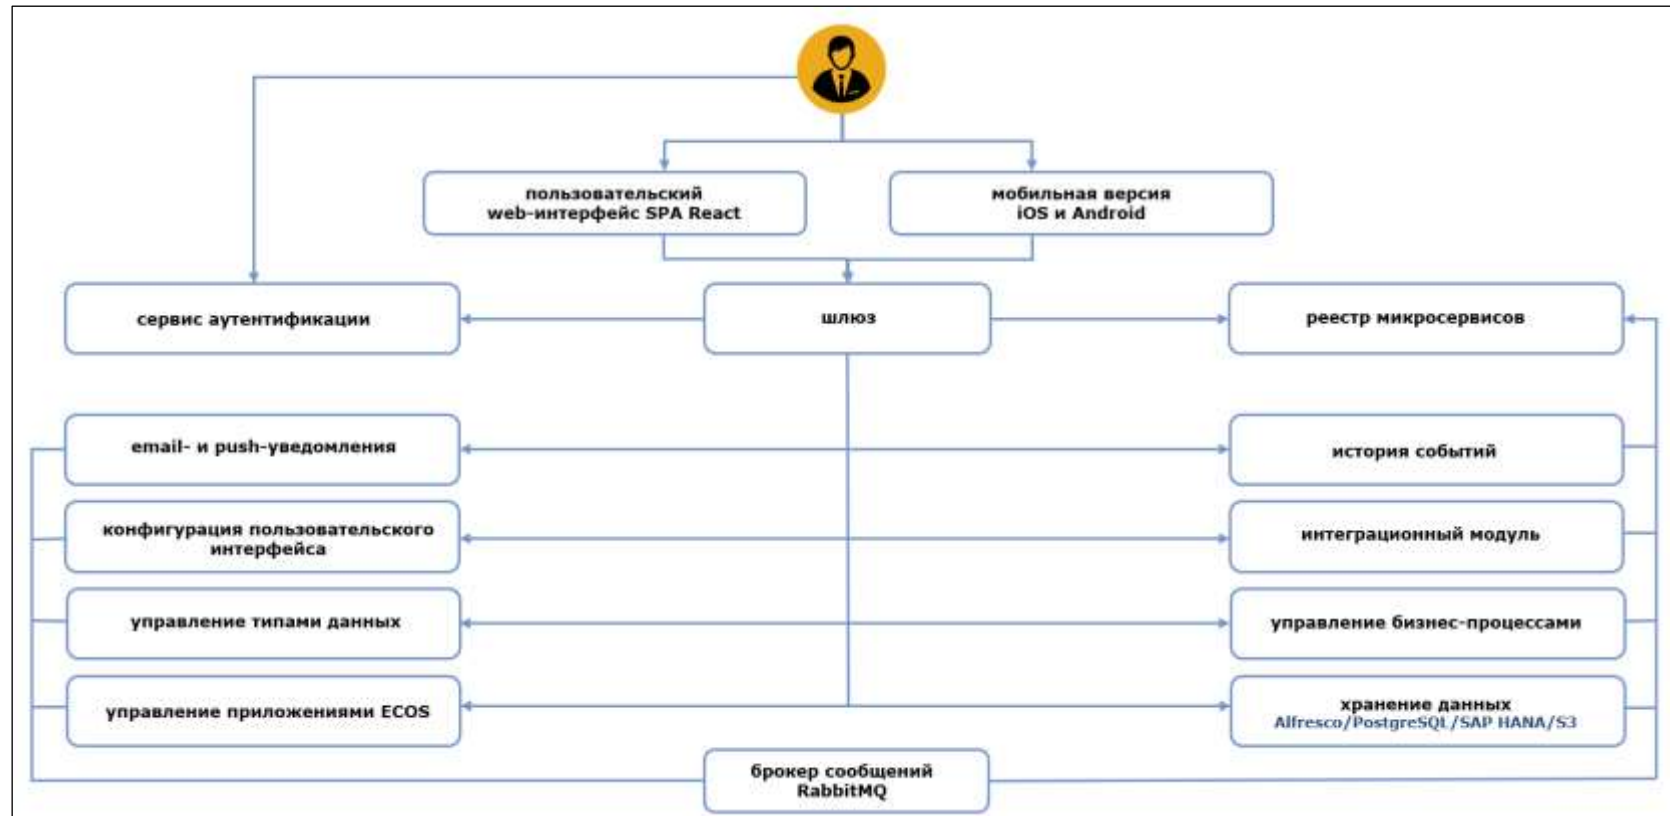 пользовательский
web-интерфейс SPA React
мобильная версия
iOS и Android
сервис аутентификации
шлюз
реестр микросервисов
email- и push-уведомления
история событий
конфигурация пользовательского
интерфейса
интеграционный модуль
управление типами данных
управление бизнес-процессами
управление приложениями ECOS
хранение данных
Alfresco/PostgreSQL/SAP HANA/S3
брокер сообщений
RabbitMQ